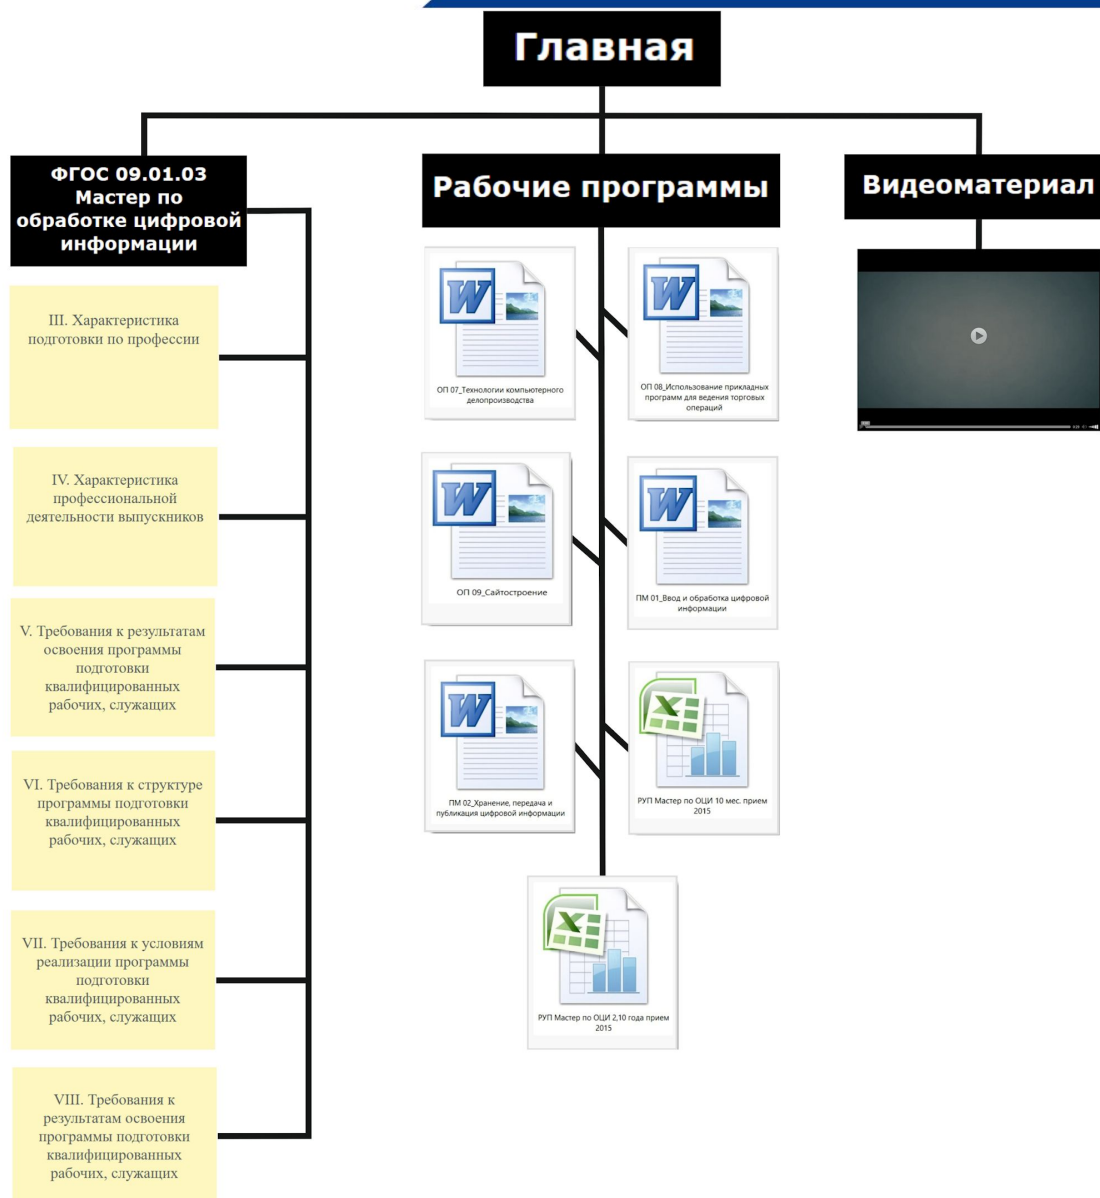 Главная
ФГОС 09.01.03
Мастер по
обработке цифровой
информации
III. Характеристика
подготовки по профессии
IV. Характеристика
профессиональной
деятельности выпускников
V. Требования к результатам
освоения программы
подготовки
квалифицированных
рабочих, служащих
VI. Требования к структуре
программы подготовки
квалифицированных
рабочих, служащих
VII. Требования к условиям
реализации программы
подготовки
квалифицированных
рабочих, служащих
VIII. Требования к
результатам освоения
программы подготовки
квалифицированных
рабочих, служащих
Рабочие программы
W
ОП 07_Технологии компьютерного
делопроизводства
W
ОП 08_Использование прикладных
программ для ведения торговых
операций
W
ОП 09_Сайтостроение
W
ПМ 01_Ввод и обработка цифровой
информации
W
ПМ 02_Хранение, передача и
публикация цифровой информации
X
РУП Мастер по ОЦИ 10 мес. прием
2015
X
РУП Мастер по ОЦИ 2,10 года прием
2015
Видеоматериал